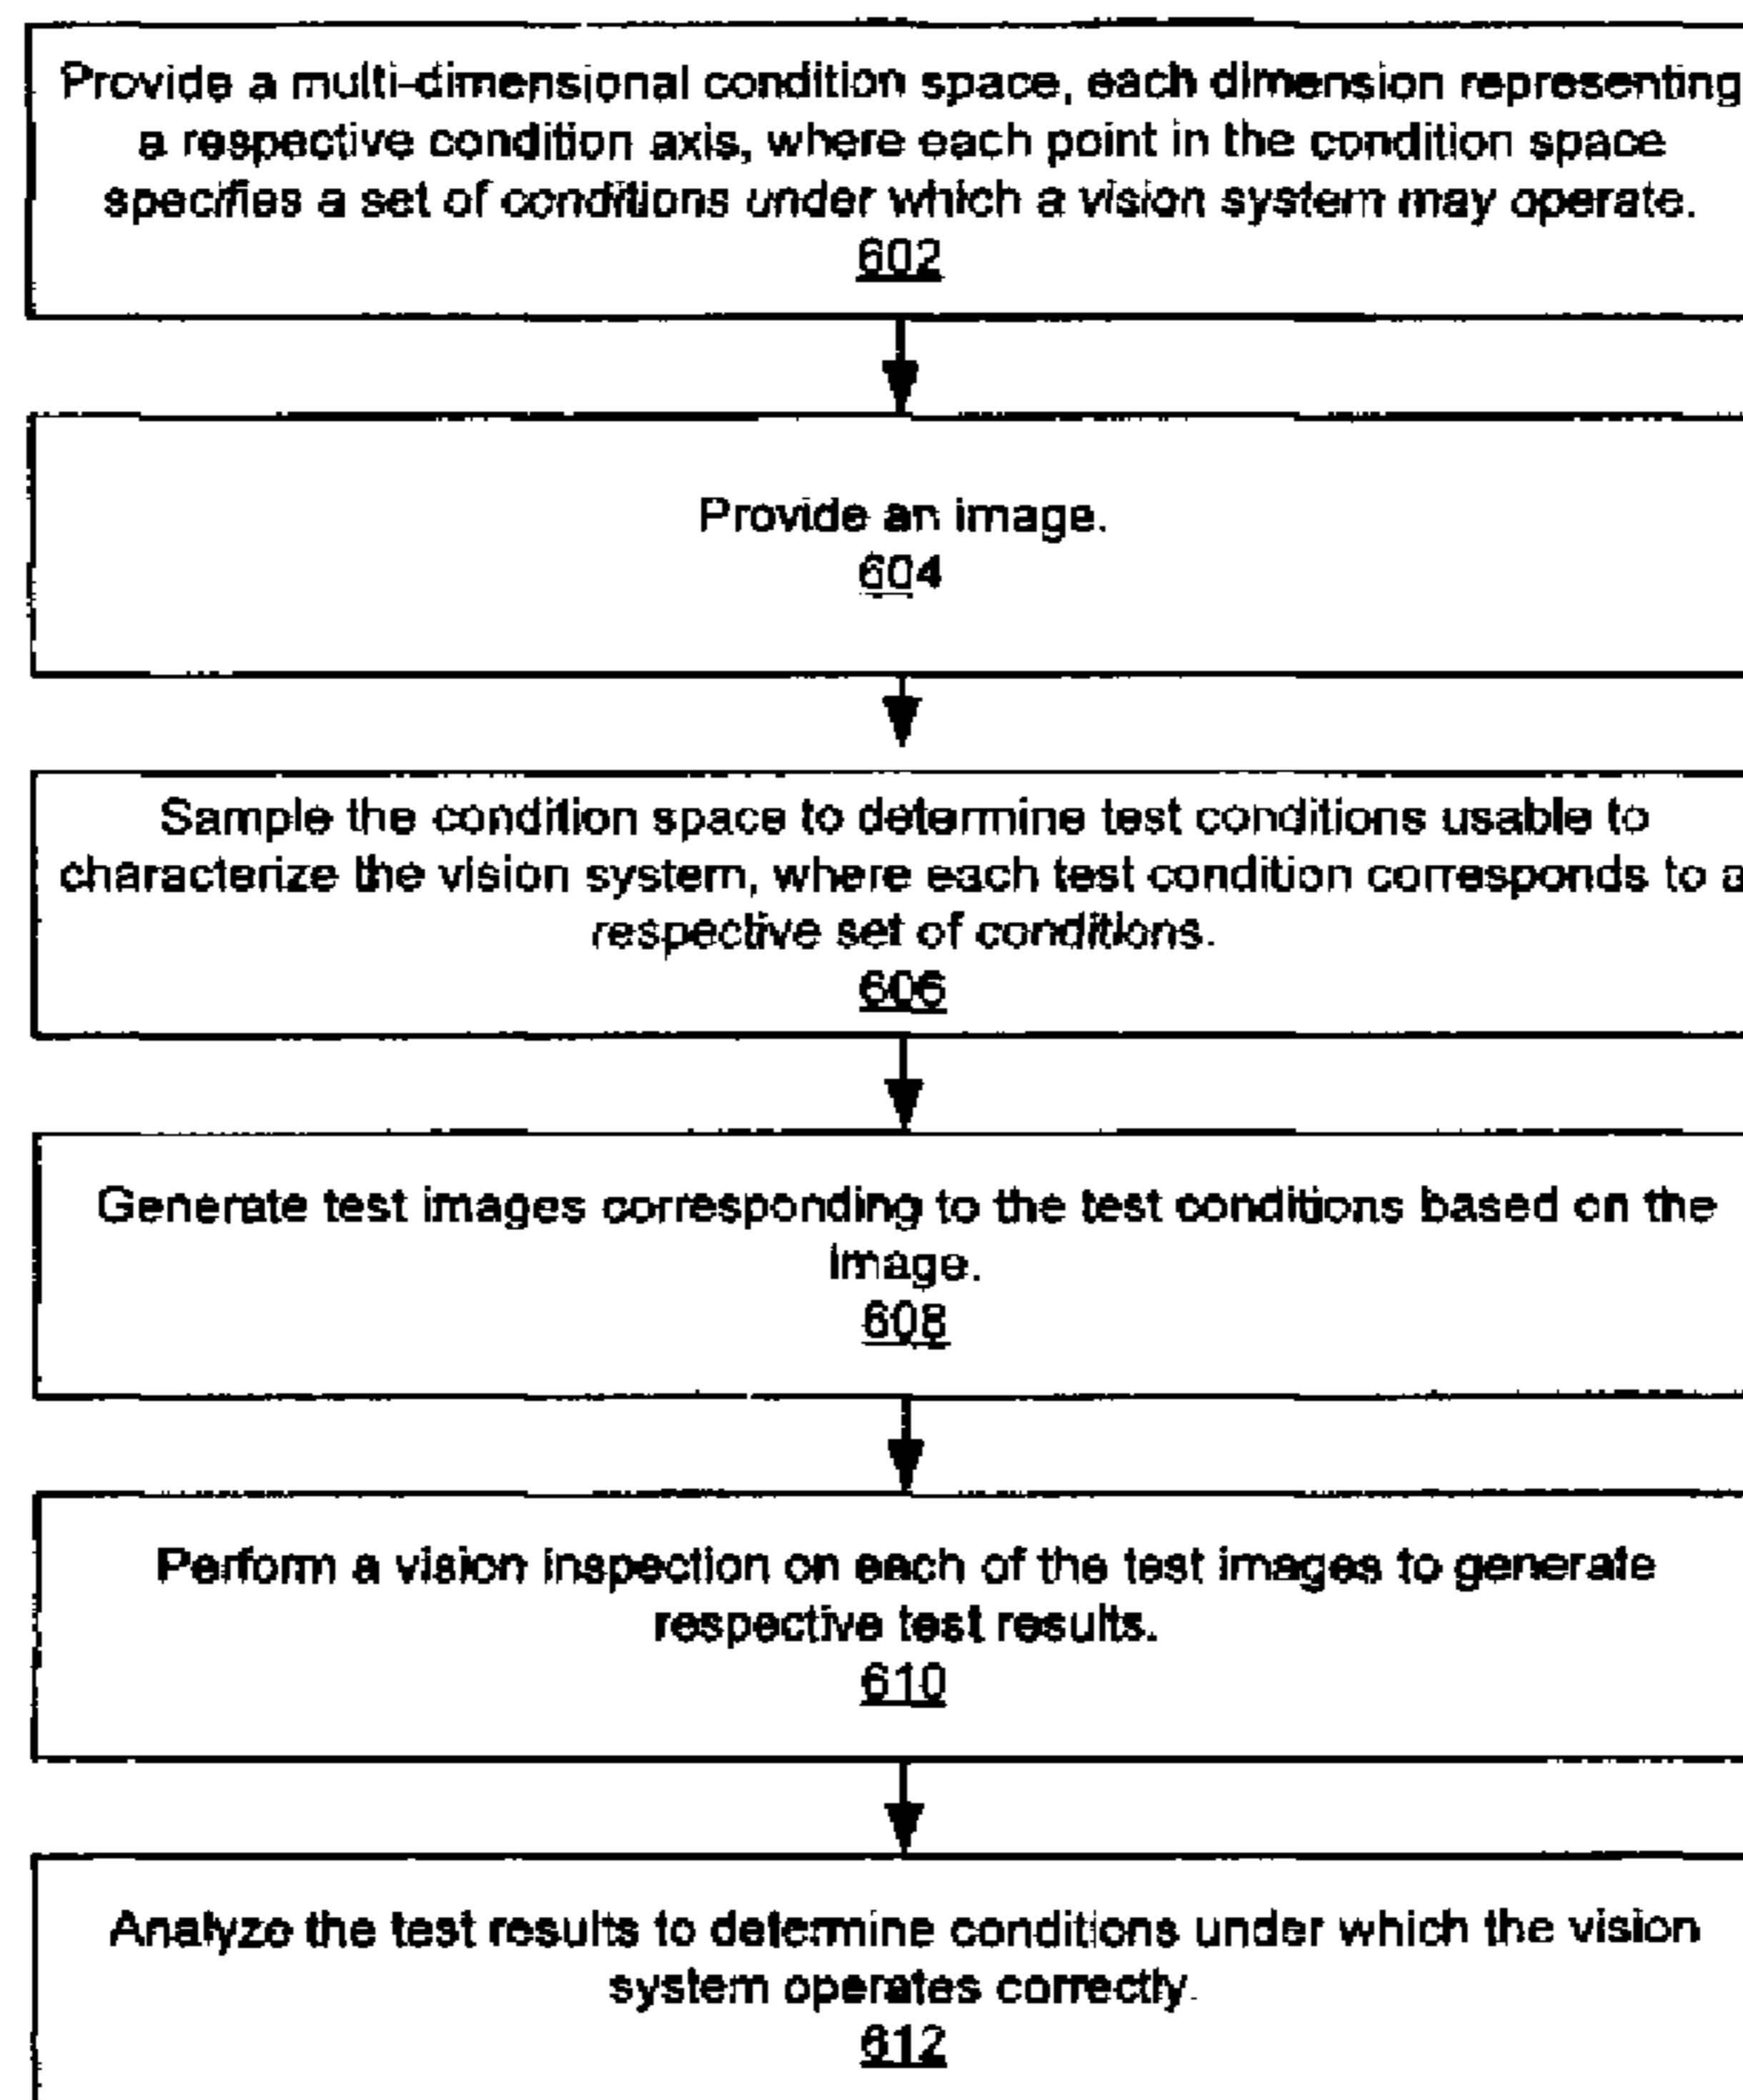 Provide a multi-dimensional condition space, each dimension representing
a respective condition axis, where each point in the condition space
specifies a set of conditions under which a vision system may operate.
602
Provide an image.
604
Sample the condition space to determine test conditions usable to
characterize the vision system, where each test condition corresponds to a
respective set of conditions.
606
Generate test images corresponding to the test conditions based on the
image.
608
Perform a vision inspection on each of the test images to generate
respective test results.
610
Analyze the test results to determine conditions under which the vision
system operates correctly.
612